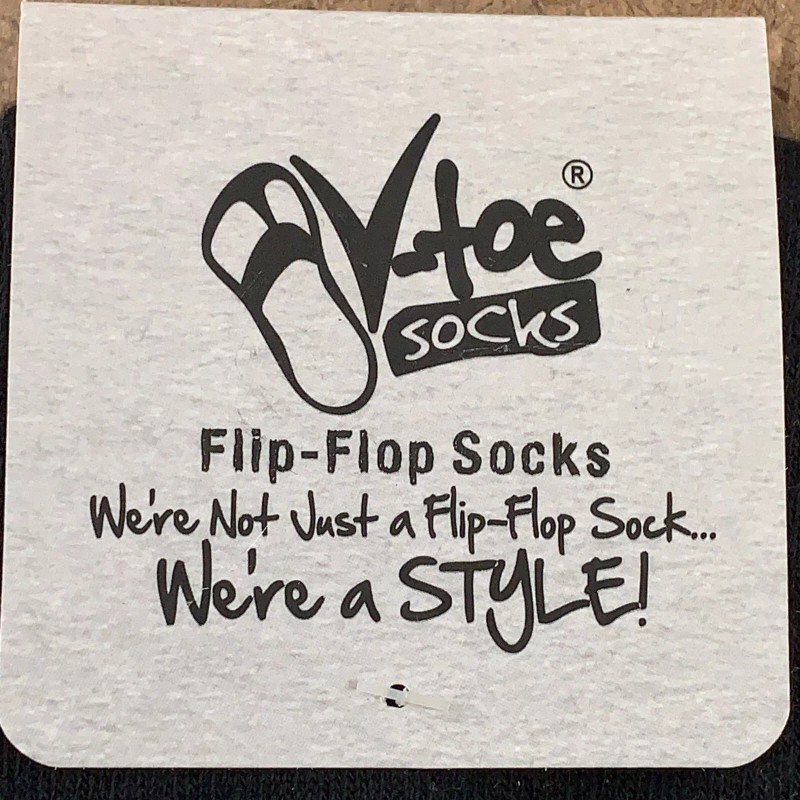 V-toe ®
socks
Flip-Flop Socks
We're Not Just a Flip-Flop Sock...
We're a STYLE!